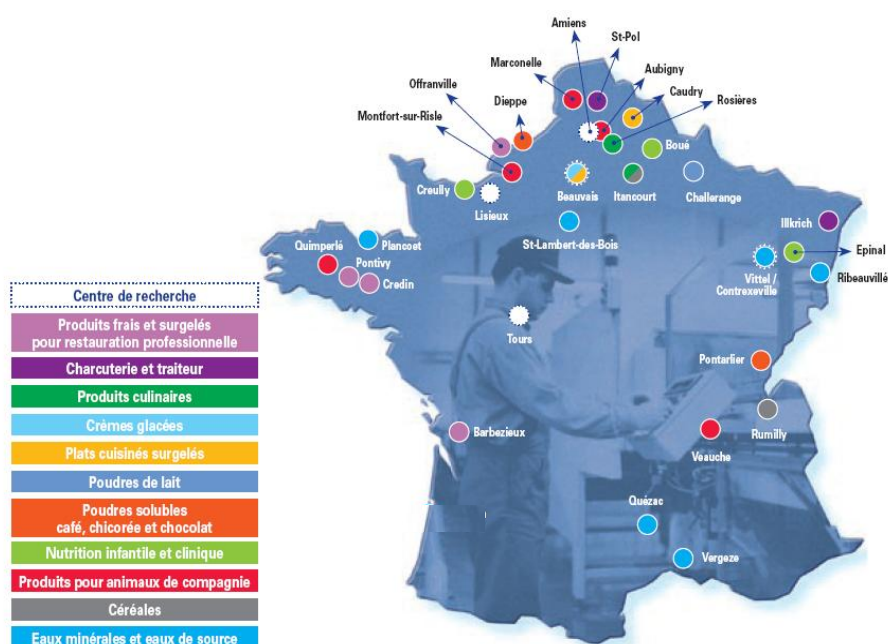 Amiens
St-Pol
Marconelle
Aubigny
Offranville
Caudry
Dieppe
Rosières
Montfort-sur-Risle
Boué
Creully
Lisieux
Beauvais
Itancourt
Challerange
Illkrich
St-Lambert-des-Bois
Quimperlé
Plancoet
Epinal
Pontivy
Credin
Vittel /
Contrexeville
Ribeauvillé
Tours
Pontarlier
Barbezieux
Rumilly
Veauche
Quézac
Vergeze
Centre de recherche
Produits frais et surgelés
pour restauration professionnelle
Charcuterie et traiteur
Produits culinaires
Crèmes glacées
Plats cuisinés surgelés
Poudres de lait
Poudres solubles
café, chicorée et chocolat
Nutrition infantile et clinique
Produits pour animaux de compagnie
Céréales
Eaux minérales et eaux de source